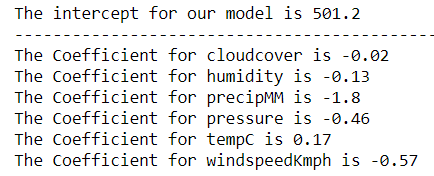 The intercept for our model is 501.2
--------------------------------------------
The Coefficient for cloudcover is -0.02
The Coefficient for humidity is -0.13
The Coefficient for precipMM is -1.8
The Coefficient for pressure is -0.46
The Coefficient for tempC is 0.17
The Coefficient for windspeedKmph is -0.57